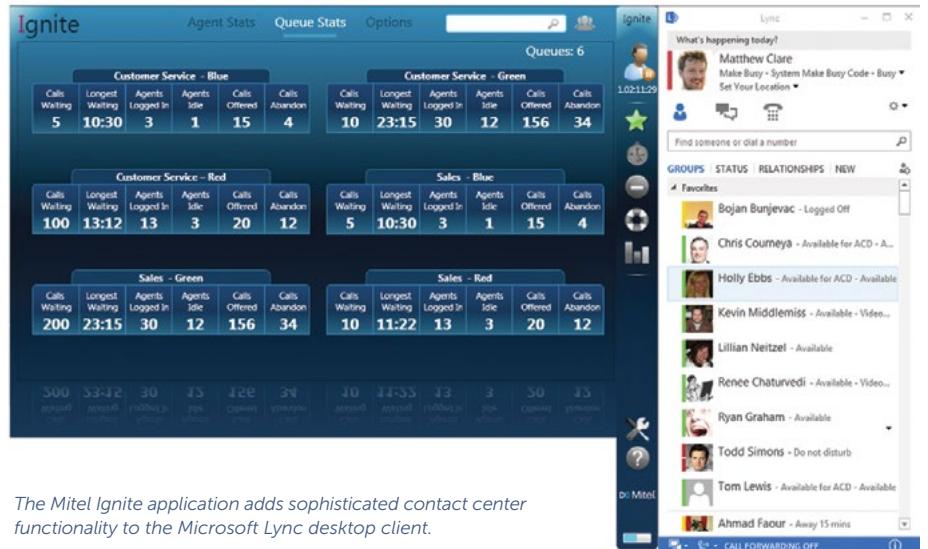 Ignite
Agent Stats Queue Stats Options
Queues: 6
Customer Service - Blue
Calls Waiting Longest Waiting Agents Logged In Agents Idle Calls Offered Calls Abandon
5 10:30 3 1 15 4
Customer Service - Green
Calls Waiting Longest Waiting Agents Logged In Agents Idle Calls Offered Calls Abandon
10 23:15 30 12 156 34
Customer Service - Red
Calls Waiting Longest Waiting Agents Logged In Agents Idle Calls Offered Calls Abandon
100 13:12 13 3 20 12
Sales - Blue
Calls Waiting Longest Waiting Agents Logged In Agents Idle Calls Offered Calls Abandon
5 10:30 3 1 15 4
Sales - Green
Calls Waiting Longest Waiting Agents Logged In Agents Idle Calls Offered Calls Abandon
200 23:15 30 12 156 34
Sales - Red
Calls Waiting Longest Waiting Agents Logged In Agents Idle Calls Offered Calls Abandon
10 11:22 13 3 20 12
Ignite
1.02:11:29
Mitel
Lync
What's happening today?
Matthew Clare
Make Busy - System Make Busy Code - Busy
Set Your Location
Find someone or dial a number
GROUPS STATUS RELATIONSHIPS NEW
Favorites
Bojan Bunjevac - Logged Off
Chris Courneya - Available for ACD - A...
Holly Ebbs - Available for ACD - Available
Kevin Middlemiss - Available - Video...
Lillian Neitzel - Available
Renee Chaturvedi - Available - Video...
Ryan Graham - Available
Todd Simons - Do not disturb
Tom Lewis - Available for ACD - Available
Ahmad Faour - Away 15 mins
CALL FORWARDING OFF
The Mitel Ignite application adds sophisticated contact center
functionality to the Microsoft Lync desktop client.